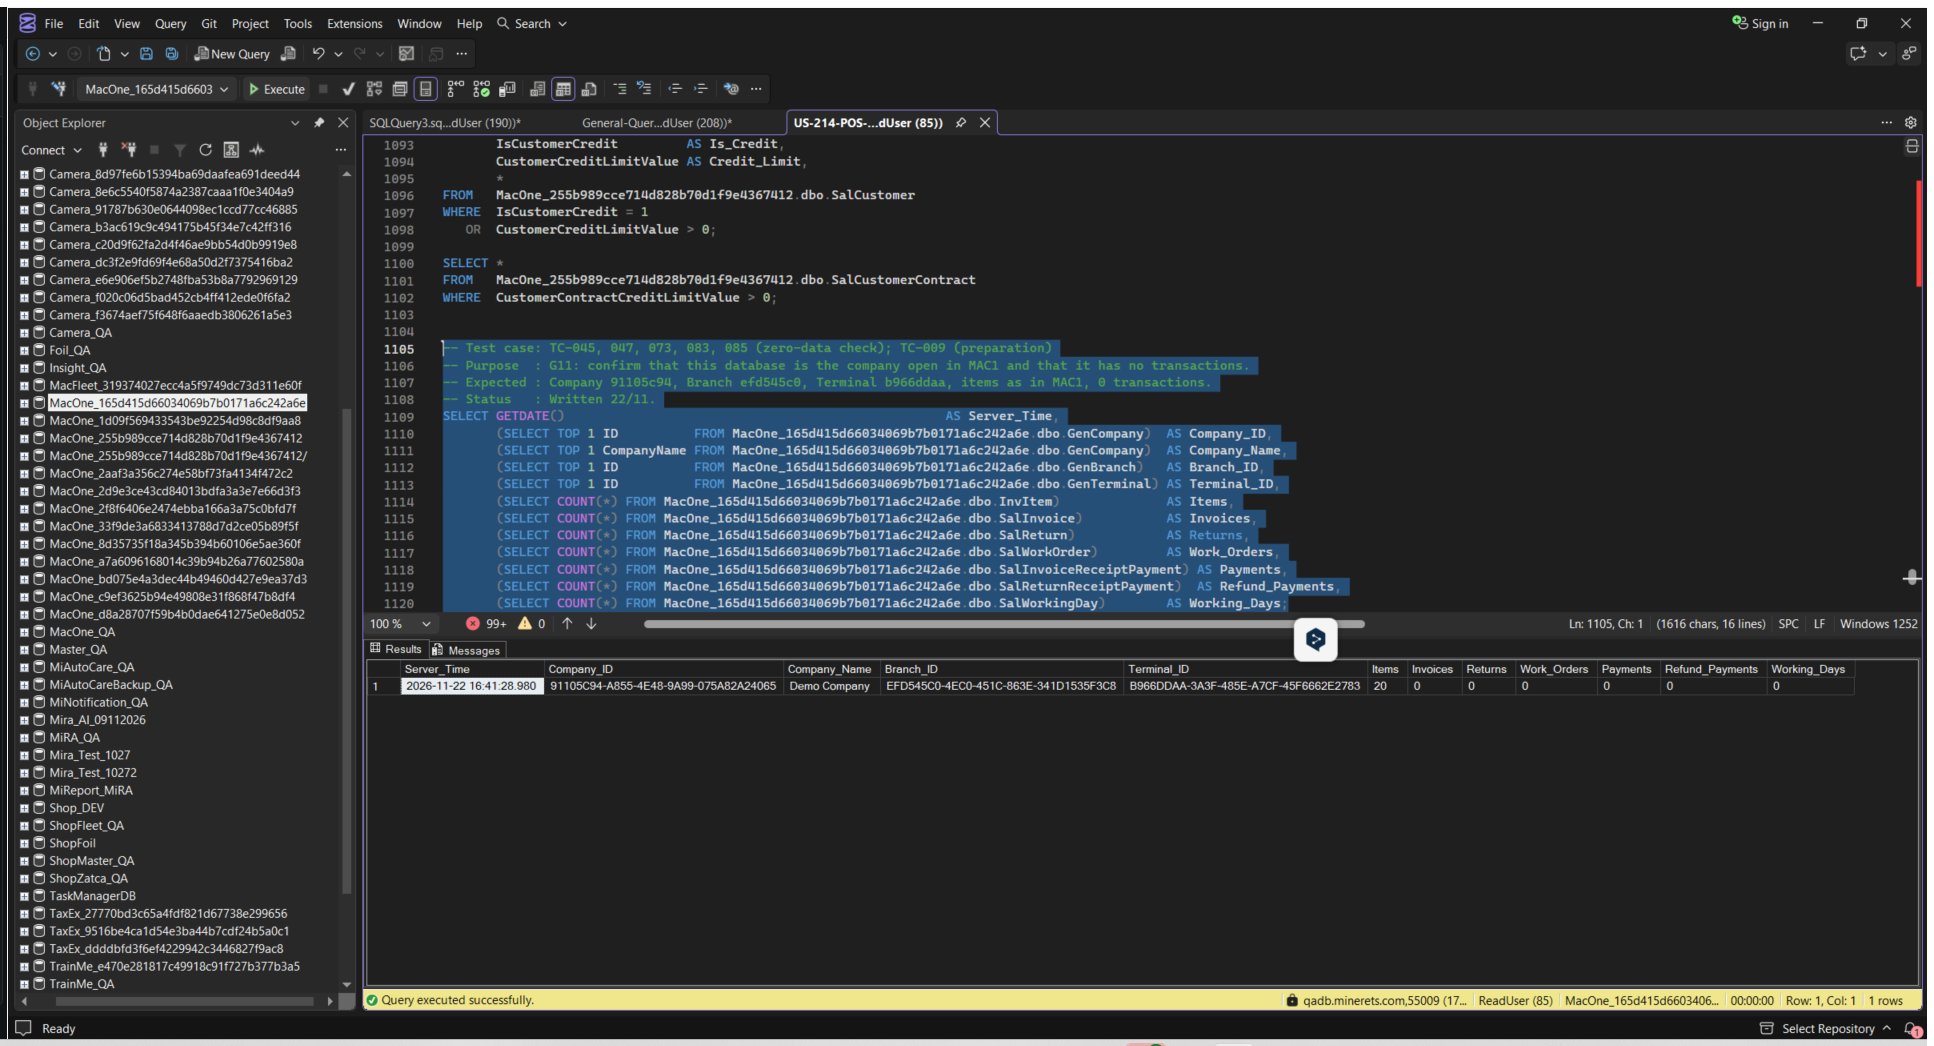 File Edit View Query Git Project Tools Extensions Window Help Search Sign in
New Query
MacOne_165d415d6603 Execute
Object Explorer
SQLQuery3.sq...dUser (190))* General-Quer...dUser (208))* US-214-POS-...dUser (85))
Connect
Camera_8d97fe6b15394ba69daafea691deed44
Camera_8e6c5540f5874a2387caaa1f0e3404a9
Camera_91787b630e0644098ec1ccd77cc46885
Camera_b3ac619c9c494175b45f34e7c42ff316
Camera_c20d9f62fa2d4f46ae9bb54d0b9919e8
Camera_dc3f2e9fd69f4e68a50d2f7375416ba2
Camera_e6e906ef5b2748fba53b8a7792969129
Camera_f020c06d5bad452cb4ff412ede0f6fa2
Camera_f3674aef75f648f6aaedb3806261a5e3
Camera_QA
Foil_QA
Insight_QA
MacFleet_319374027ecc4a5f9749dc73d311e60f
MacOne_165d415d66034069b7b0171a6c242a6e
MacOne_1d09f569433543be92254d98c8df9aa8
MacOne_255b989cce714d828b70d1f9e4367412
MacOne_255b989cce714d828b70d1f9e4367412/
MacOne_2aaf3a356c274e58bf73fa4134f472c2
MacOne_2d9e3ce43cd84013bdfa3a3e7e66d3f3
MacOne_2f8f6406e2474ebba166a3a75c0bfd7f
MacOne_33f9de3a6833413788d7d2ce05b89f5f
MacOne_8d35735f18a345b394b60106e5ae360f
MacOne_a7a6096168014c39b94b26a77602580a
MacOne_bd075e4a3dec44b49460d427e9ea37d3
MacOne_c9ef3625b94e49808e31f868f47b8df4
MacOne_d8a28707f59b4b0dae641275e0e8d052
MacOne_QA
Master_QA
MiAutoCare_QA
MiAutoCareBackup_QA
MiNotification_QA
Mira_AI_09112026
MiRA_QA
Mira_Test_1027
Mira_Test_10272
MiReport_MiRA
Shop_DEV
ShopFleet_QA
ShopFoil
ShopMaster_QA
ShopZatca_QA
TaskManagerDB
TaxEx_27770bd3c65a4fdf821d67738e299656
TaxEx_9516be4ca1d54e3ba44b7cdf24b5a0c1
TaxEx_ddddbfd3f6ef4229942c3446827f9ac8
TrainMe_e470e281817c49918c91f727b377b3a5
TrainMe_QA
1093 IsCustomerCredit AS Is_Credit,
1094 CustomerCreditLimitValue AS Credit_Limit,
1095 *
1096 FROM MacOne_255b989cce714d828b70d1f9e4367412.dbo.SalCustomer
1097 WHERE IsCustomerCredit = 1
1098 OR CustomerCreditLimitValue > 0;
1099
1100 SELECT *
1101 FROM MacOne_255b989cce714d828b70d1f9e4367412.dbo.SalCustomerContract
1102 WHERE CustomerContractCreditLimitValue > 0;
1103
1104
1105 -- Test case: TC-045, 047, 073, 083, 085 (zero-data check); TC-009 (preparation)
1106 -- Purpose : G11: confirm that this database is the company open in MAC1 and that it has no transactions.
1107 -- Expected : Company 91105c94, Branch efd545c0, Terminal b966ddaa, items as in MAC1, 0 transactions.
1108 -- Status : Written 22/11.
1109 SELECT GETDATE() AS Server_Time,
1110 (SELECT TOP 1 ID FROM MacOne_165d415d66034069b7b0171a6c242a6e.dbo.GenCompany) AS Company_ID,
1111 (SELECT TOP 1 CompanyName FROM MacOne_165d415d66034069b7b0171a6c242a6e.dbo.GenCompany) AS Company_Name,
1112 (SELECT TOP 1 ID FROM MacOne_165d415d66034069b7b0171a6c242a6e.dbo.GenBranch) AS Branch_ID,
1113 (SELECT TOP 1 ID FROM MacOne_165d415d66034069b7b0171a6c242a6e.dbo.GenTerminal) AS Terminal_ID,
1114 (SELECT COUNT(*) FROM MacOne_165d415d66034069b7b0171a6c242a6e.dbo.InvItem) AS Items,
1115 (SELECT COUNT(*) FROM MacOne_165d415d66034069b7b0171a6c242a6e.dbo.SalInvoice) AS Invoices,
1116 (SELECT COUNT(*) FROM MacOne_165d415d66034069b7b0171a6c242a6e.dbo.SalReturn) AS Returns,
1117 (SELECT COUNT(*) FROM MacOne_165d415d66034069b7b0171a6c242a6e.dbo.SalWorkOrder) AS Work_Orders,
1118 (SELECT COUNT(*) FROM MacOne_165d415d66034069b7b0171a6c242a6e.dbo.SalInvoiceReceiptPayment) AS Payments,
1119 (SELECT COUNT(*) FROM MacOne_165d415d66034069b7b0171a6c242a6e.dbo.SalReturnReceiptPayment) AS Refund_Payments,
1120 (SELECT COUNT(*) FROM MacOne_165d415d66034069b7b0171a6c242a6e.dbo.SalWorkingDay) AS Working_Days;
100 % 99+ 0 Ln: 1105, Ch: 1 (1616 chars, 16 lines) SPC LF Windows 1252
Results Messages
Server_Time Company_ID Company_Name Branch_ID Terminal_ID Items Invoices Returns Work_Orders Payments Refund_Payments Working_Days
1 2026-11-22 16:41:28.980 91105C94-A855-4E48-9A99-075A82A24065 Demo Company EFD545C0-4EC0-451C-863E-341D1535F3C8 B966DDAA-3A3F-485E-A7CF-45F6662E2783 20 0 0 0 0 0 0
Query executed successfully. qadb.minerets.com,55009 (17... ReadUser (85) MacOne_165d415d6603406... 00:00:00 Row: 1, Col: 1 1 rows
Ready Select Repository 1